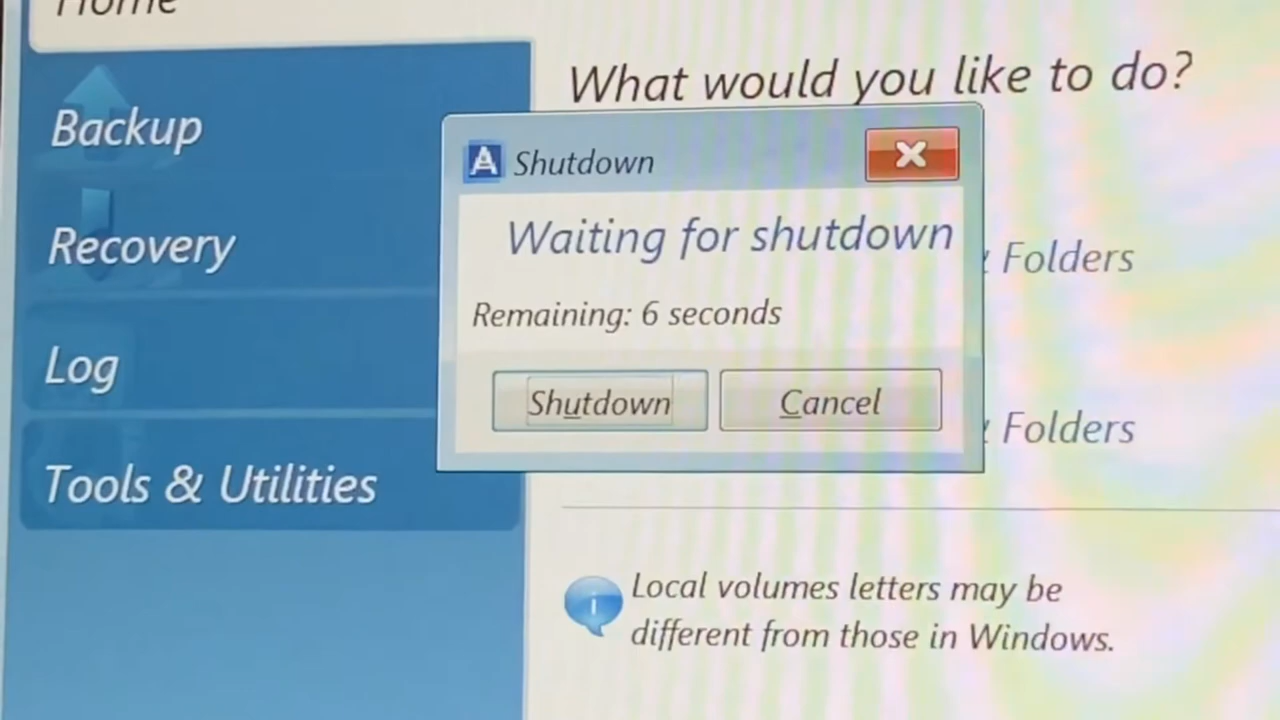 Home
What would you like to do?
Backup
A Shutdown
Waiting for shutdown
Recovery
Folders
Remaining: 6 seconds
Log
Shutdown
Cancel
Folders
Tools & Utilities
Local volumes letters may be
different from those in Windows.